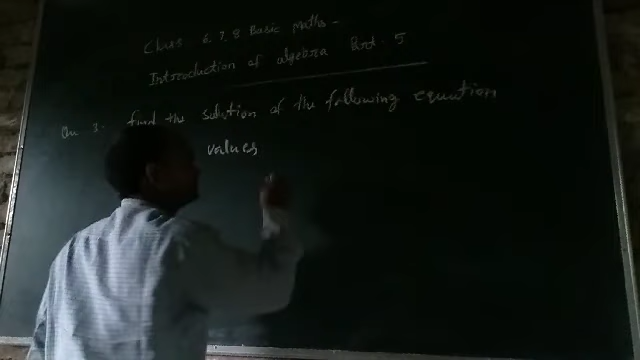 Class 6, 7, 8 Basic Maths -
Introduction of algebra Part - 5
Qu 3. find the solution of the following equation
values